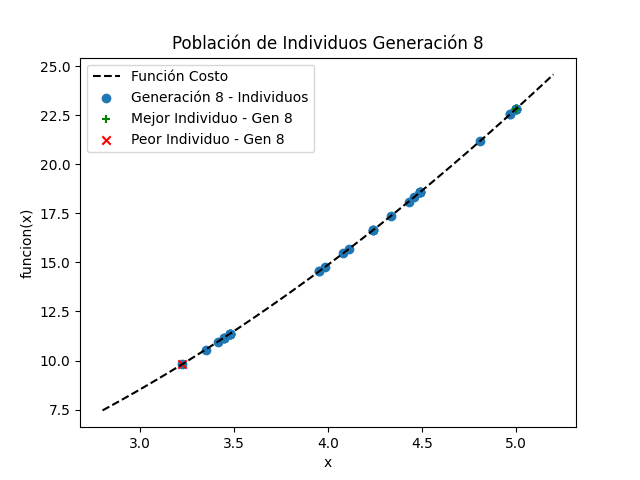 Población de Individuos Generación 8
Función Costo
Generación 8 - Individuos
Mejor Individuo - Gen 8
Peor Individuo - Gen 8
25.0
22.5
20.0
17.5
15.0
12.5
10.0
7.5
funcion(x)
3.0 3.5 4.0 4.5 5.0
x